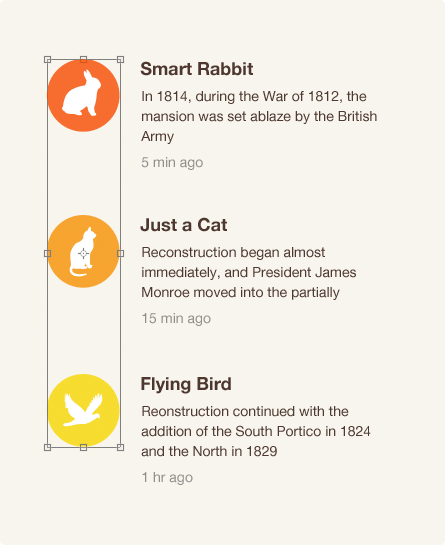 Smart Rabbit
In 1814, during the War of 1812, the
mansion was set ablaze by the British
Army
5 min ago
Just a Cat
Reconstruction began almost
immediately, and President James
Monroe moved into the partially
15 min ago
Flying Bird
Reonstruction continued with the
addition of the South Portico in 1824
and the North in 1829
1 hr ago